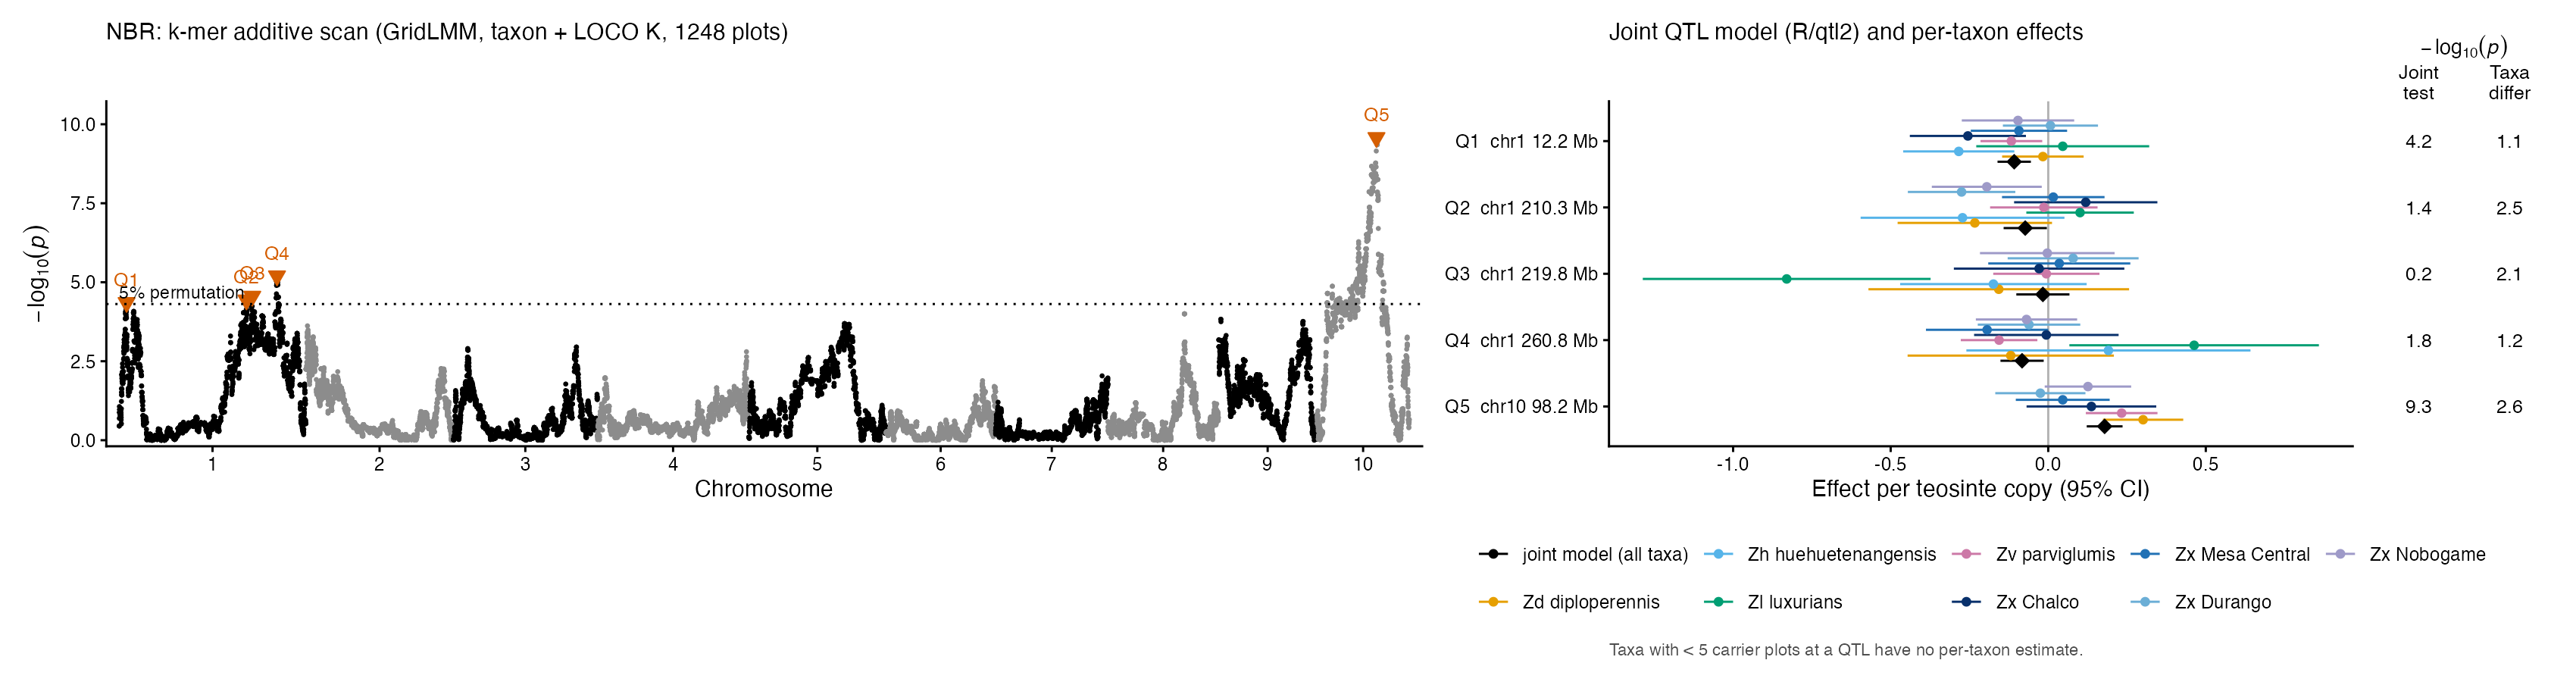 NBR: k-mer additive scan (GridLMM, taxon + LOCO K, 1248 plots)
−log10(p)
10.0
7.5
5.0
2.5
0.0
Q1
Q2
Q3
Q4
Q5
5% permutation
1 2 3 4 5 6 7 8 9 10
Chromosome
Joint QTL model (R/qtl2) and per-taxon effects
−log10(p)
Joint test
Taxa differ
Q1 chr1 12.2 Mb 4.2 1.1
Q2 chr1 210.3 Mb 1.4 2.5
Q3 chr1 219.8 Mb 0.2 2.1
Q4 chr1 260.8 Mb 1.8 1.2
Q5 chr10 98.2 Mb 9.3 2.6
-1.0 -0.5 0.0 0.5
Effect per teosinte copy (95% CI)
joint model (all taxa) Zh huehuetenangensis Zv parviglumis Zx Mesa Central Zx Nobogame
Zd diploperennis Zl luxurians Zx Chalco Zx Durango
Taxa with < 5 carrier plots at a QTL have no per-taxon estimate.